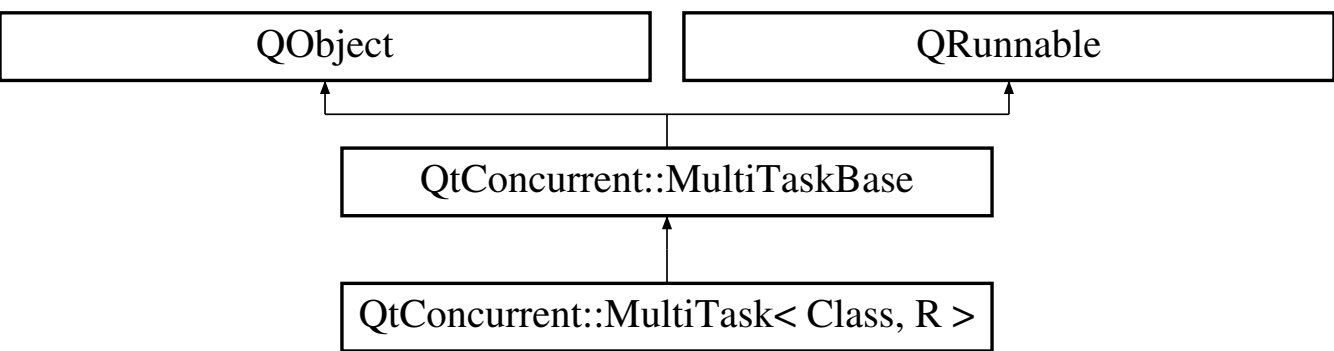 QObject
QRunnable
QtConcurrent::MultiTaskBase
QtConcurrent::MultiTask< Class, R >